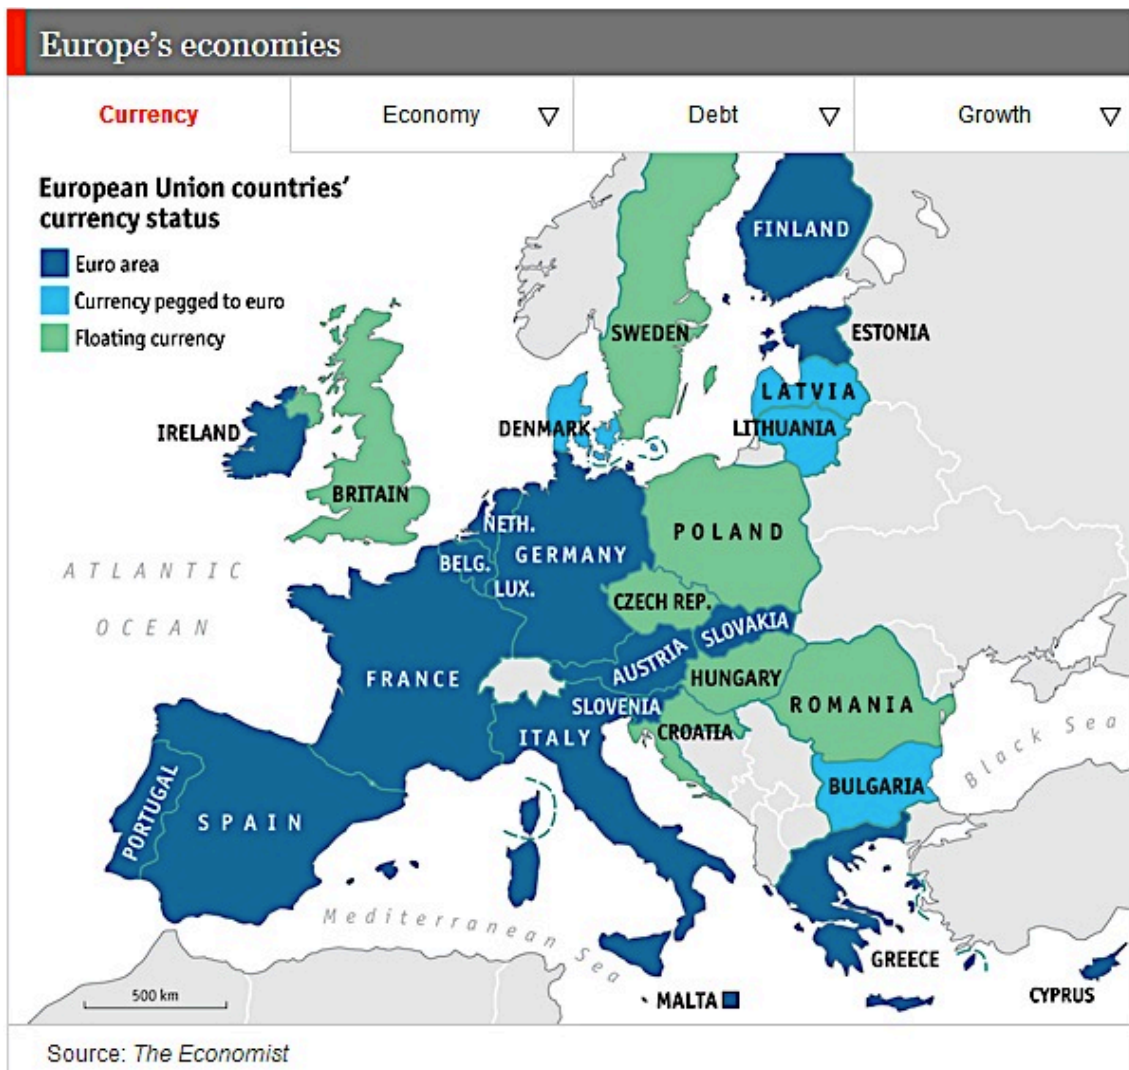 Europe's economies
Currency
Economy
Debt
Growth
European Union countries'
currency status
Euro area
Currency pegged to euro
Floating currency
FINLAND
SWEDEN
ESTONIA
LATVIA
LITHUANIA
DENMARK
IRELAND
BRITAIN
NETH.
BELG.
LUX.
GERMANY
POLAND
ATLANTIC
OCEAN
CZECH REP.
SLOVAKIA
AUSTRIA
FRANCE
HUNGARY
SLOVENIA
ROMANIA
ITALY
CROATIA
Black Sea
BULGARIA
PORTUGAL
SPAIN
Mediterranean Sea
GREECE
MALTA
CYPRUS
500 km
Source: The Economist